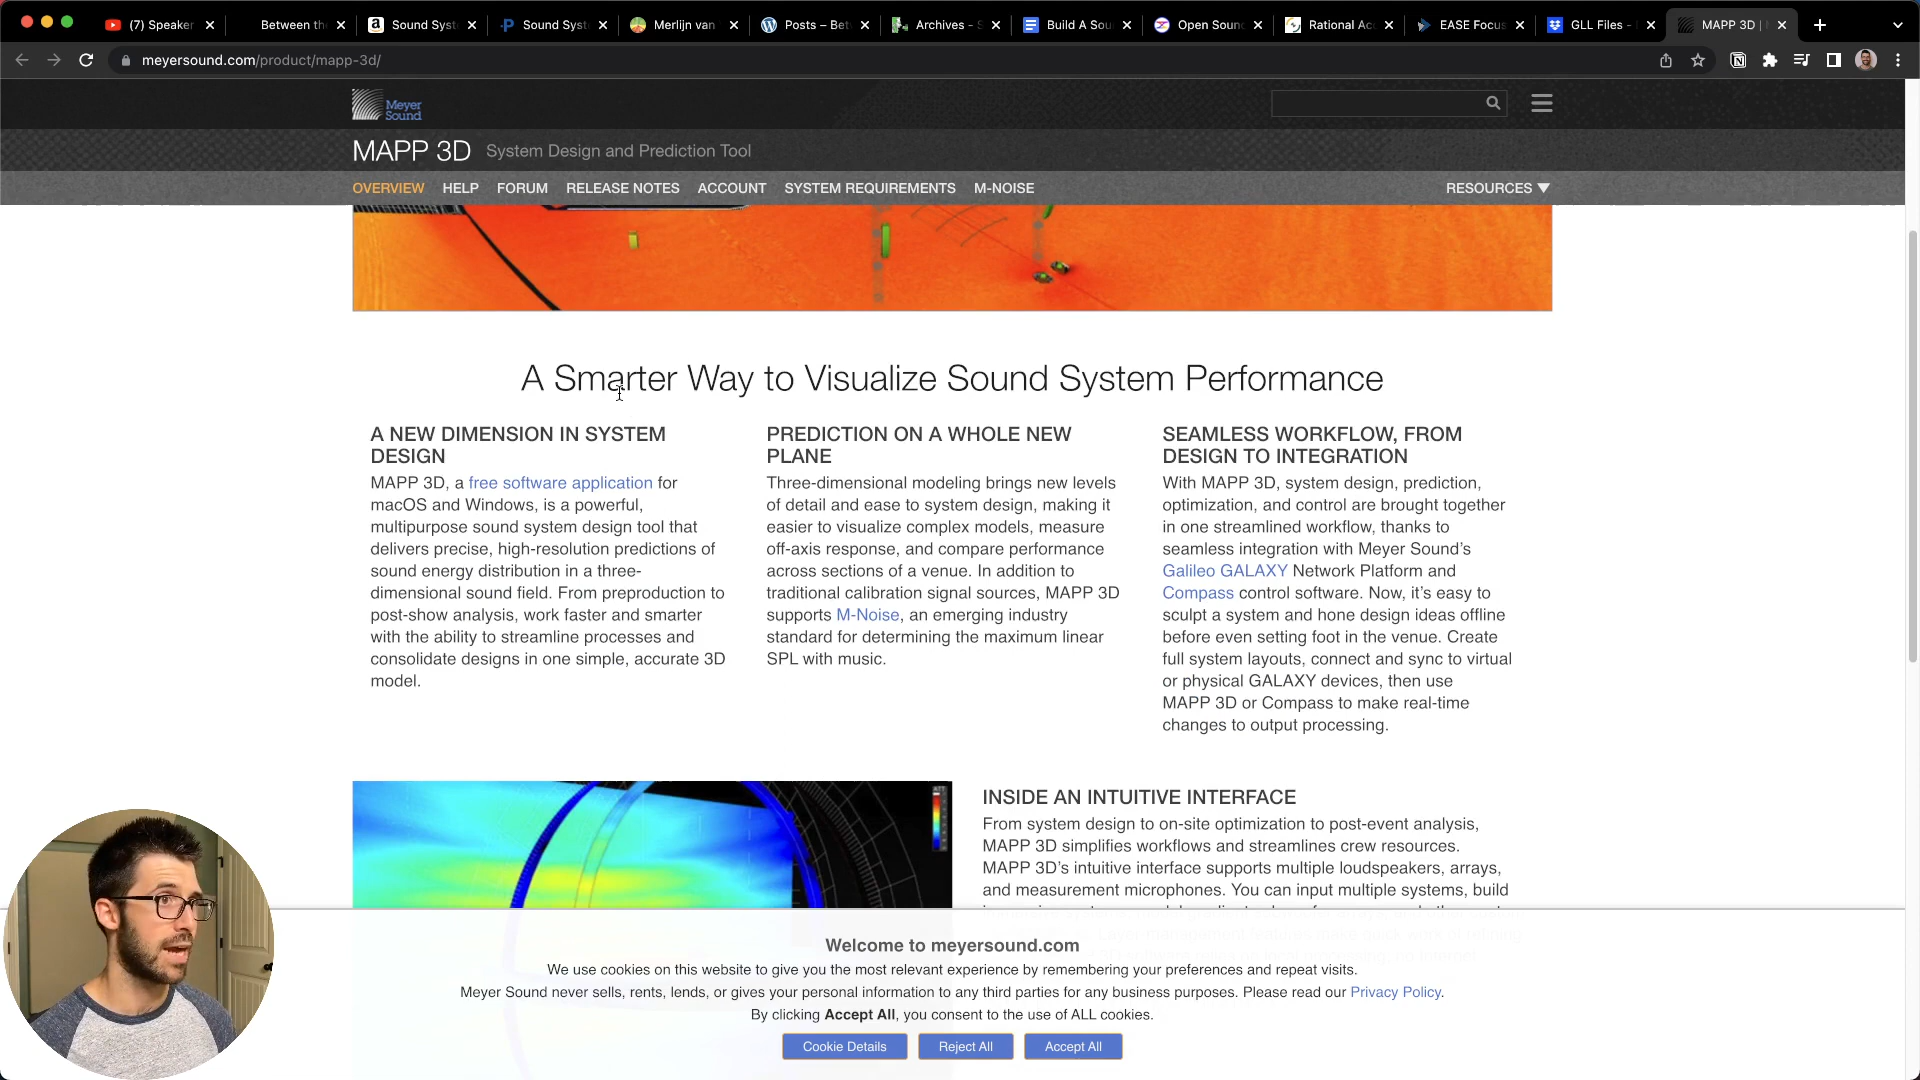 (7) Speaker
Between th
Sound Syst
Sound Syst
Merlijn van
Posts – Bet
Archives -
Build A Sou
Open Soun
Rational Ac
EASE Focus
GLL Files -
MAPP 3D |
meyersound.com/product/mapp-3d/
Meyer
Sound
MAPP 3D System Design and Prediction Tool
OVERVIEW HELP FORUM RELEASE NOTES ACCOUNT SYSTEM REQUIREMENTS M-NOISE RESOURCES
A Smarter Way to Visualize Sound System Performance
A NEW DIMENSION IN SYSTEM
DESIGN
MAPP 3D, a free software application for
macOS and Windows, is a powerful,
multipurpose sound system design tool that
delivers precise, high-resolution predictions of
sound energy distribution in a three-
dimensional sound field. From preproduction to
post-show analysis, work faster and smarter
with the ability to streamline processes and
consolidate designs in one simple, accurate 3D
model.
PREDICTION ON A WHOLE NEW
PLANE
Three-dimensional modeling brings new levels
of detail and ease to system design, making it
easier to visualize complex models, measure
off-axis response, and compare performance
across sections of a venue. In addition to
traditional calibration signal sources, MAPP 3D
supports M-Noise, an emerging industry
standard for determining the maximum linear
SPL with music.
SEAMLESS WORKFLOW, FROM
DESIGN TO INTEGRATION
With MAPP 3D, system design, prediction,
optimization, and control are brought together
in one streamlined workflow, thanks to
seamless integration with Meyer Sound’s
Galileo GALAXY Network Platform and
Compass control software. Now, it’s easy to
sculpt a system and hone design ideas offline
before even setting foot in the venue. Create
full system layouts, connect and sync to virtual
or physical GALAXY devices, then use
MAPP 3D or Compass to make real-time
changes to output processing.
INSIDE AN INTUITIVE INTERFACE
From system design to on-site optimization to post-event analysis,
MAPP 3D simplifies workflows and streamlines crew resources.
MAPP 3D’s intuitive interface supports multiple loudspeakers, arrays,
and measurement microphones. You can input multiple systems, build
Welcome to meyersound.com
We use cookies on this website to give you the most relevant experience by remembering your preferences and repeat visits.
Meyer Sound never sells, rents, lends, or gives your personal information to any third parties for any business purposes. Please read our Privacy Policy.
By clicking Accept All, you consent to the use of ALL cookies.
Cookie Details
Reject All
Accept All